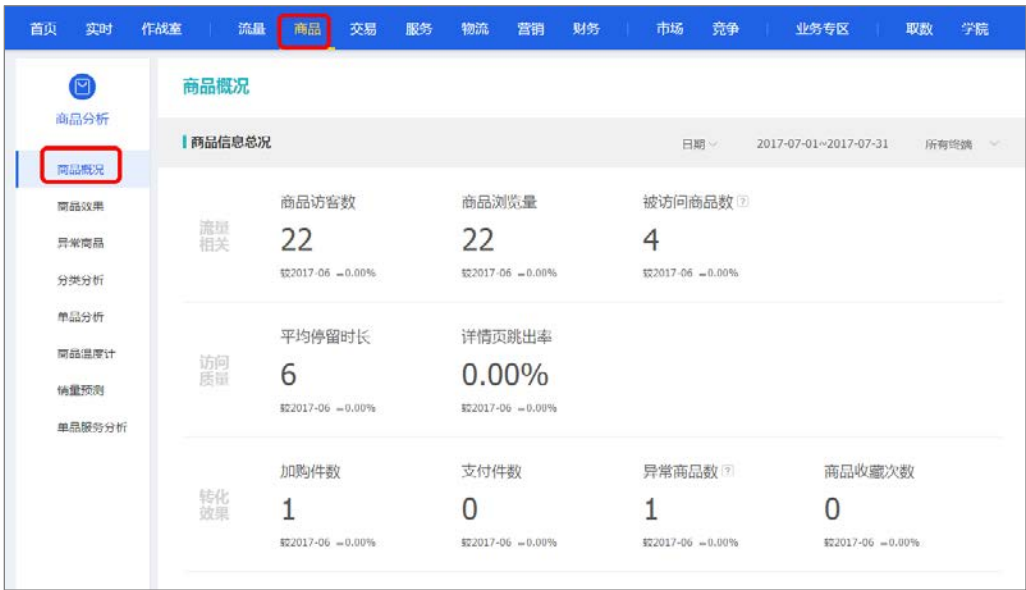 首页 实时 作战室 流量 商品 交易 服务 物流 营销 财务 市场 竞争 业务专区 取数 学院
商品分析
商品概况
商品效果
异常商品
分类分析
单品分析
商品温度计
销量预测
单品服务分析
商品概况
商品信息总况 日期 2017-07-01~2017-07-31 所有终端
流量
相关
商品访客数 商品浏览量 被访问商品数 ?
22 22 4
较2017-06 0.00% 较2017-06 0.00% 较2017-06 0.00%
访问
质量
平均停留时长 详情页跳出率
6 0.00%
较2017-06 0.00% 较2017-06 0.00%
转化
效果
加购件数 支付件数 异常商品数 ? 商品收藏次数
1 0 1 0
较2017-06 0.00% 较2017-06 0.00% 较2017-06 0.00% 较2017-06 0.00%